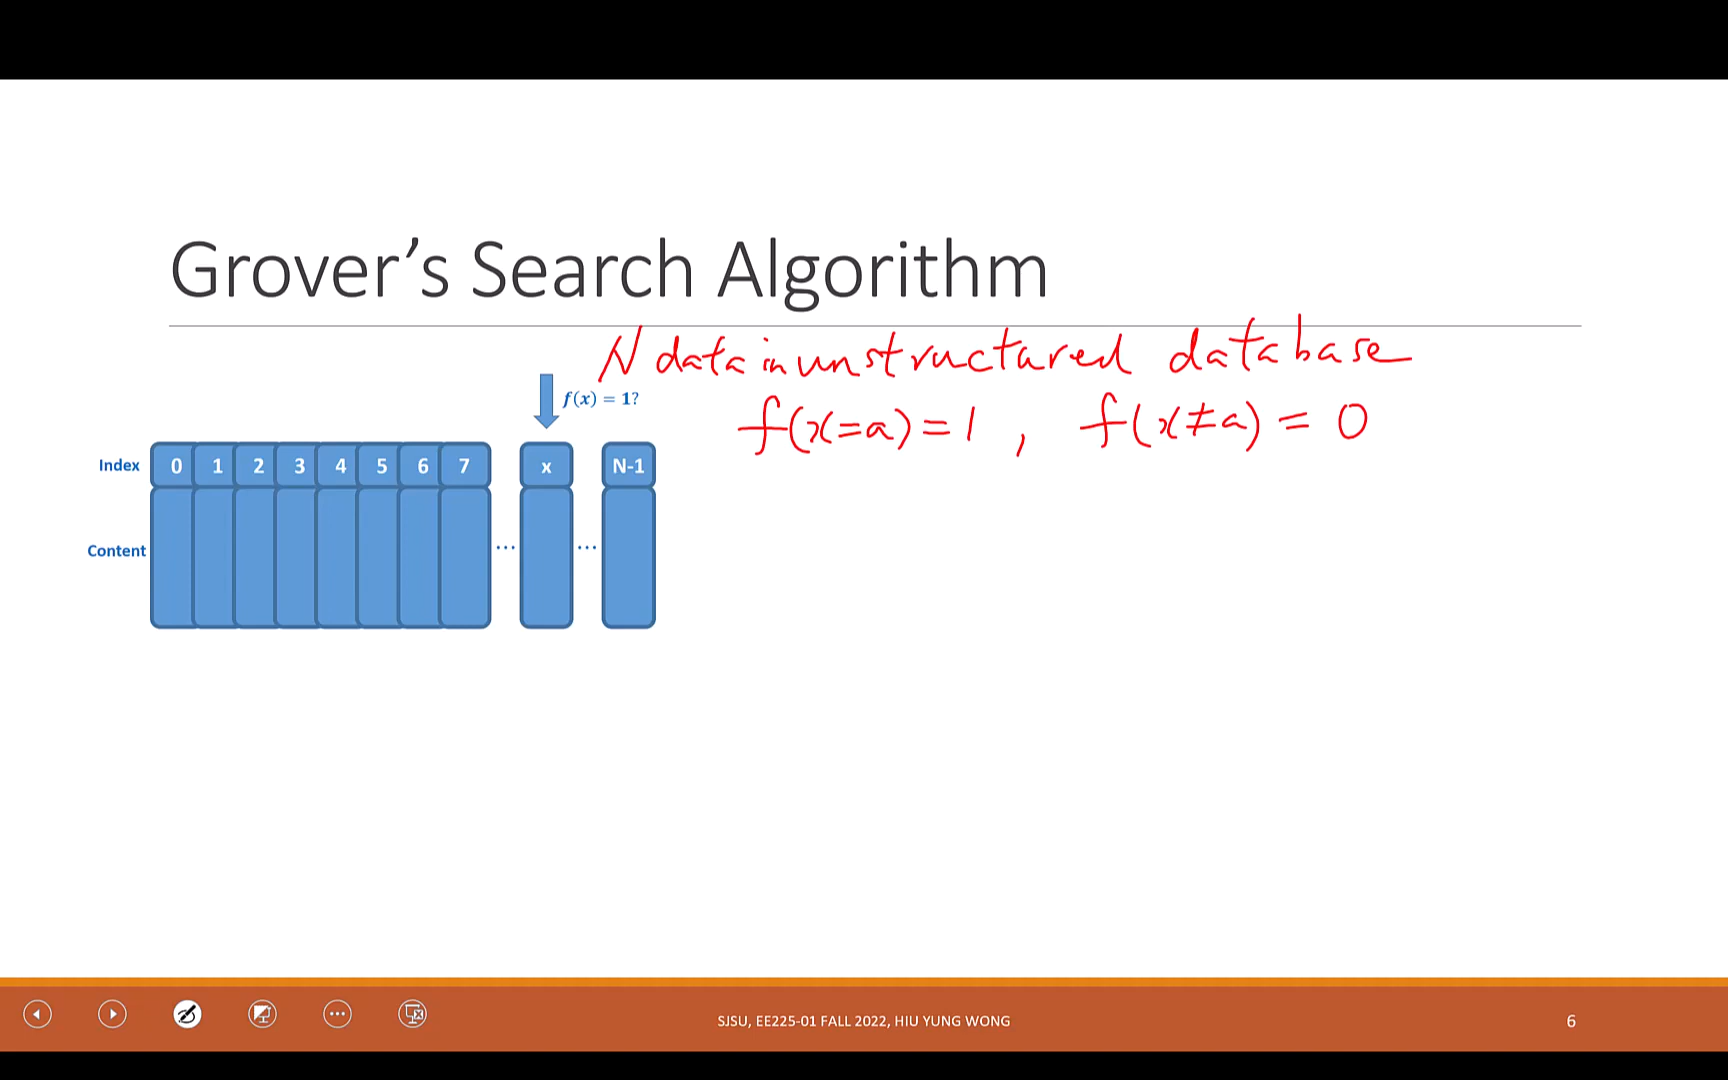 Grover's Search Algorithm
N data in unstructured database
f(x) = 1?
f(x=a)=1 , f(x≠a) = 0
Index 0 1 2 3 4 5 6 7 x N-1
Content ... ...
SJSU, EE225-01 FALL 2022, HIU YUNG WONG
6